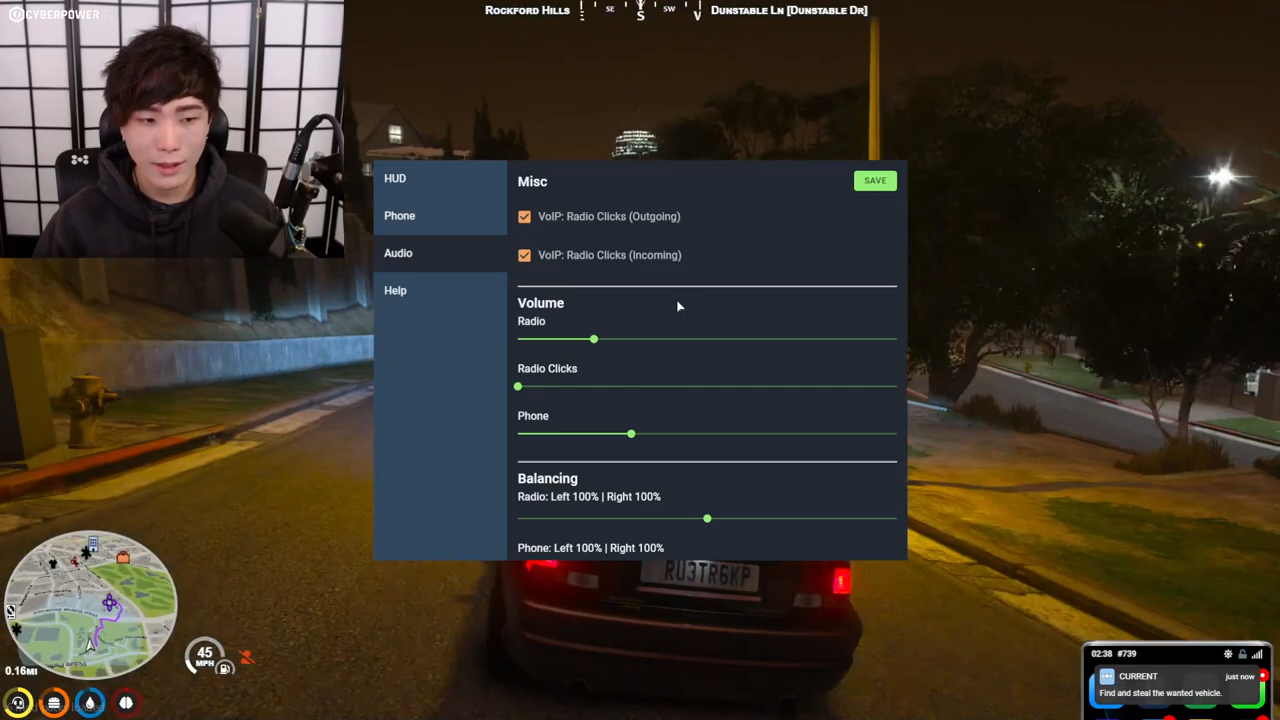 CYBERPOWER
ROCKFORD HILLS
SE
S
SW
DUNSTABLE LN [DUNSTABLE DR]
HUD
Phone
Audio
Help
Misc
SAVE
VoIP: Radio Clicks (Outgoing)
VoIP: Radio Clicks (Incoming)
Volume
Radio
Radio Clicks
Phone
Balancing
Radio: Left 100% | Right 100%
Phone: Left 100% | Right 100%
RU3TR6KP
0.16MI
45
MPH
02:38 #739
CURRENT
just now
Find and steal the wanted vehicle.